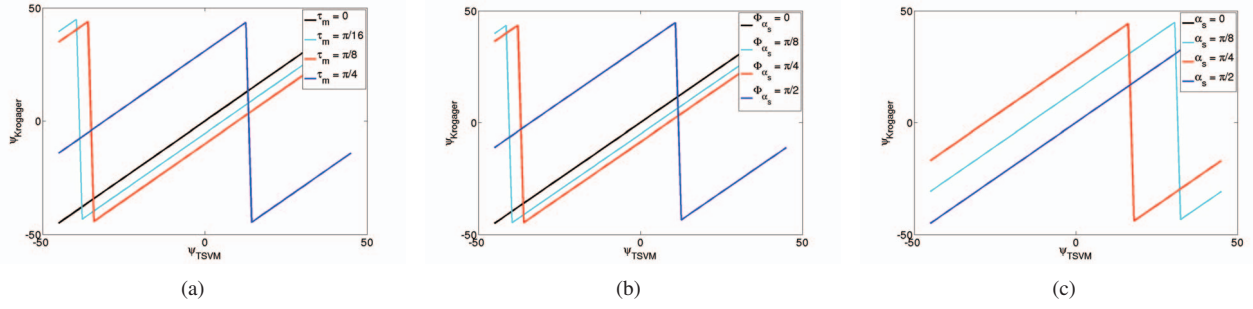 50
0
-50
-50
0
50
ΨKrogager
ΨTSVM
τm = 0
τm = π/16
τm = π/8
τm = π/4
(a)
50
0
-50
-50
0
50
ΨKrogager
ΨTSVM
Φαs = 0
Φαs = π/8
Φαs = π/4
Φαs = π/2
(b)
50
0
-50
-50
0
50
ΨKrogager
ΨTSVM
αs = 0
αs = π/8
αs = π/4
αs = π/2
(c)